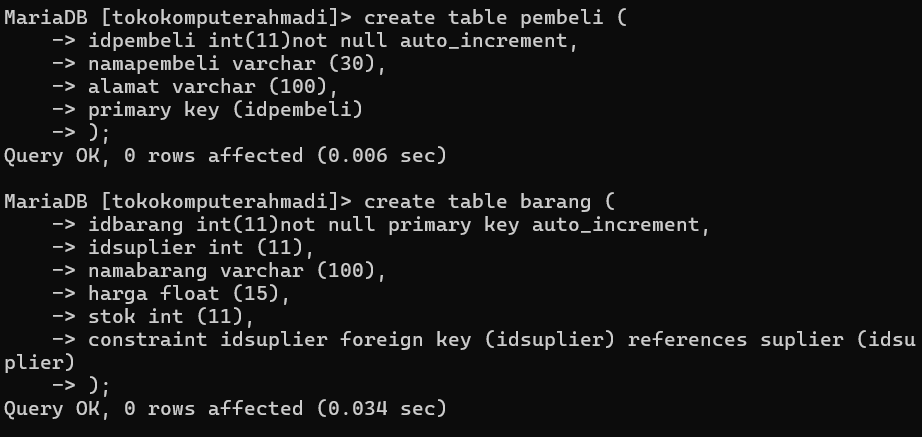 MariaDB [tokokomputerahmadi]> create table pembeli (
    -> idpembeli int(11)not null auto_increment,
    -> namapembeli varchar (30),
    -> alamat varchar (100),
    -> primary key (idpembeli)
    -> );
Query OK, 0 rows affected (0.006 sec)

MariaDB [tokokomputerahmadi]> create table barang (
    -> idbarang int(11)not null primary key auto_increment,
    -> idsuplier int (11),
    -> namabarang varchar (100),
    -> harga float (15),
    -> stok int (11),
    -> constraint idsuplier foreign key (idsuplier) references suplier (idsu
plier)
    -> );
Query OK, 0 rows affected (0.034 sec)